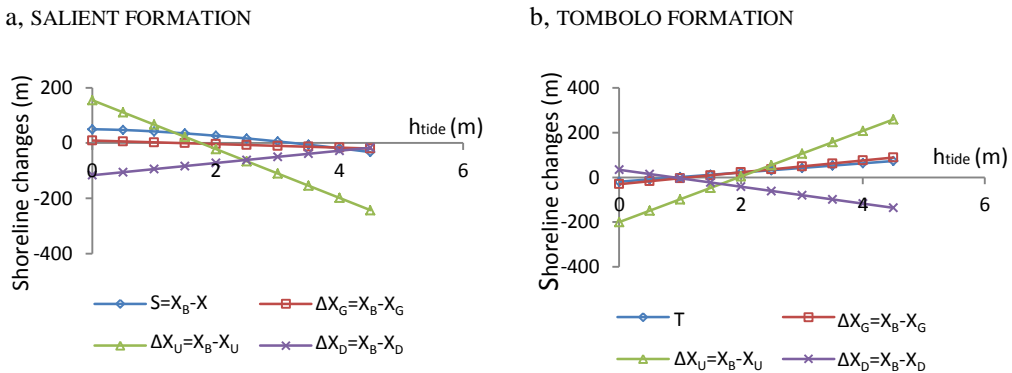 a, SALIENT FORMATION
Shoreline changes (m)
200
0
-200
-400
0
2
4
6
htide (m)
S=XB-X
ΔXG=XB-XG
ΔXU=XB-XU
ΔXD=XB-XD
b, TOMBOLO FORMATION
Shoreline changes (m)
400
200
0
-200
-400
0
2
4
6
htide (m)
T
ΔXG=XB-XG
ΔXU=XB-XU
ΔXD=XB-XD